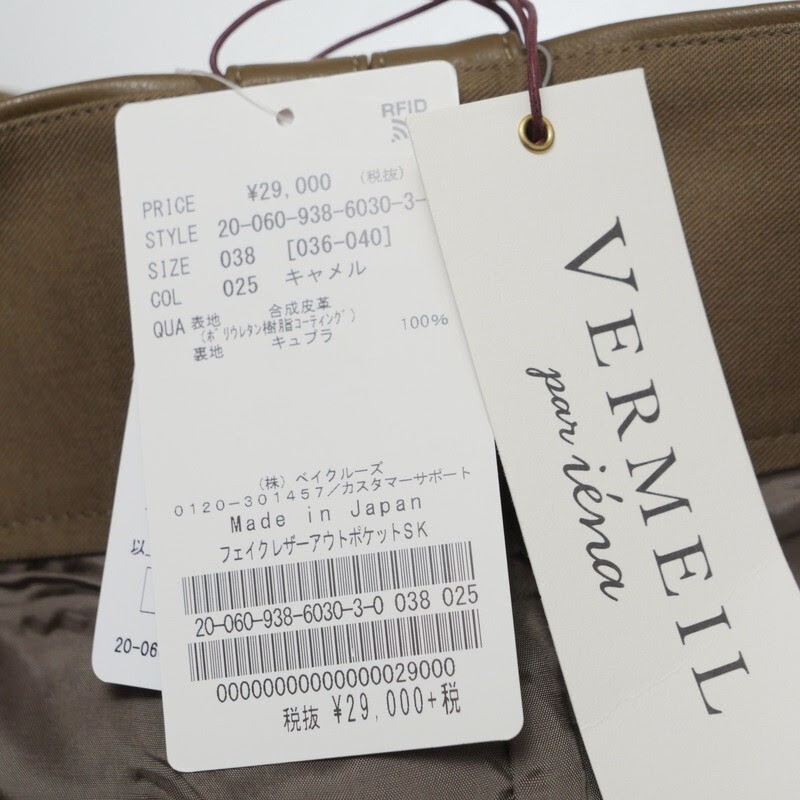 RFID
PRICE ¥29,000 (税抜)
STYLE 20-060-938-6030-3-
SIZE 038 [036-040]
COL 025 キャメル
QUA 表地 合成皮革
(ポリウレタン樹脂コーティング) 100%
裏地 キュプラ
(株) ベイクルーズ
0120-301457/カスタマーサポート
Made in Japan
フェイクレザーアウトポケットSK
20-060-938-6030-3-0 038 025
00000000000000029000
税抜 ¥29,000+税
以
20-06
VERMEIL
par iéna